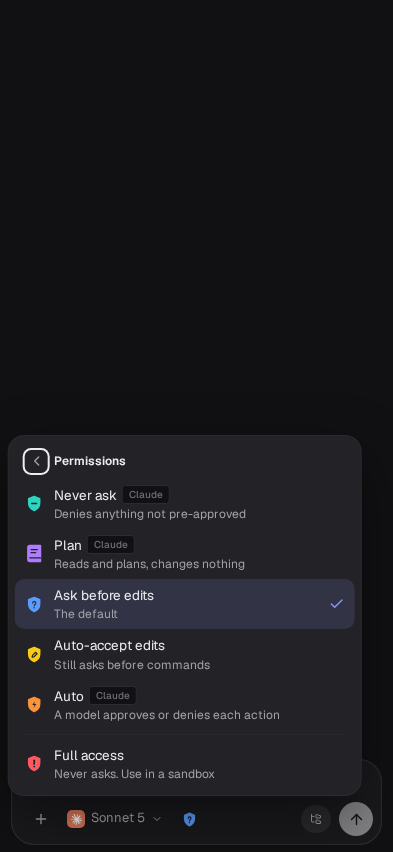 Permissions
Never ask Claude
Denies anything not pre-approved
Plan Claude
Reads and plans, changes nothing
Ask before edits
The default
Auto-accept edits
Still asks before commands
Auto Claude
A model approves or denies each action
Full access
Never asks. Use in a sandbox
Sonnet 5